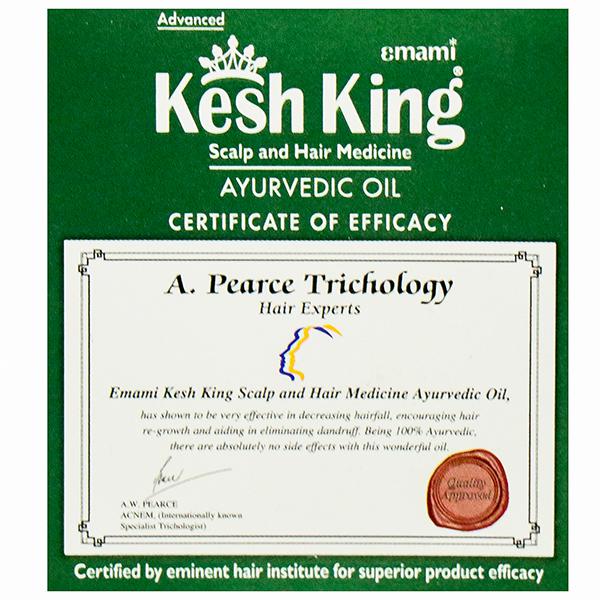 Advanced
emami*
Kesh King®
Scalp and Hair Medicine
AYURVEDIC OIL
CERTIFICATE OF EFFICACY
A. Pearce Trichology
Hair Experts
Emami Kesh King Scalp and Hair Medicine Ayurvedic Oil,
has shown to be very effective in decreasing hairfall, encouraging hair
re-growth and aiding in eliminating dandruff. Being 100% Ayurvedic,
there are absolutely no side effects with this wonderful oil.
A.W. PEARCE
ACNEM, (Internationally known
Specialist Trichologist)
Quality
Approved
Certified by eminent hair institute for superior product efficacy